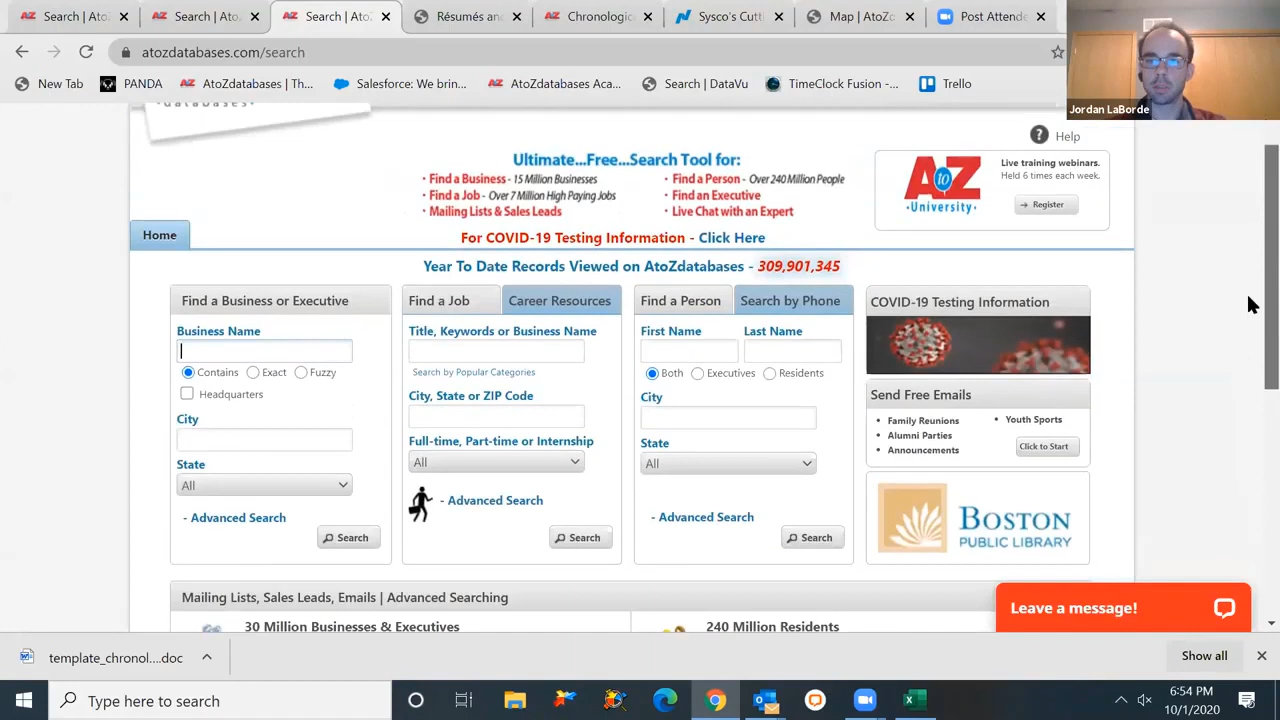 Search | Ato
Search | Ato
Search | AtoZ
Résumés an
Chronologic
Sysco's Cutt
Map | AtoZc
Post Attende
atozdatabases.com/search
New Tab
PANDA
AtoZdatabases | Th...
Salesforce: We brin...
AtoZdatabases Aca...
Search | DataVu
TimeClock Fusion -...
Trello
Jordan LaBorde
databases
Help
Ultimate...Free...Search Tool for:
• Find a Business - 15 Million Businesses
• Find a Person - Over 240 Million People
• Find a Job - Over 7 Million High Paying Jobs
• Find an Executive
• Mailing Lists & Sales Leads
• Live Chat with an Expert
A to Z
University
Live training webinars.
Held 6 times each week.
Register
Home
For COVID-19 Testing Information - Click Here
Year To Date Records Viewed on AtoZdatabases - 309,901,345
Find a Business or Executive
Business Name
Contains Exact Fuzzy
Headquarters
City
State
All
- Advanced Search
Search
Find a Job
Career Resources
Title, Keywords or Business Name
Search by Popular Categories
City, State or ZIP Code
Full-time, Part-time or Internship
All
- Advanced Search
Search
Find a Person
Search by Phone
First Name Last Name
Both Executives Residents
City
State
All
- Advanced Search
Search
COVID-19 Testing Information
Send Free Emails
• Family Reunions
• Youth Sports
• Alumni Parties
• Announcements
Click to Start
BOSTON
PUBLIC LIBRARY
Mailing Lists, Sales Leads, Emails | Advanced Searching
30 Million Businesses & Executives
240 Million Residents
Leave a message!
template_chronol....doc
Show all
Type here to search
6:54 PM
10/1/2020